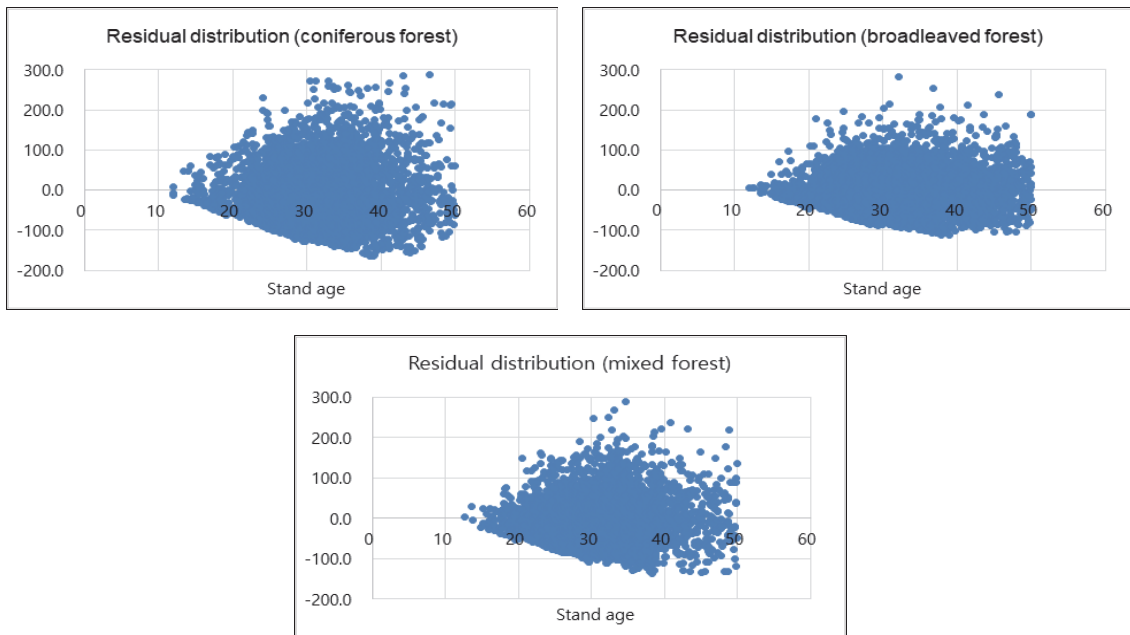 Residual distribution (coniferous forest)
300.0
200.0
100.0
0.0
0 10 20 30 40 50 60
-100.0
-200.0
Stand age
Residual distribution (broadleaved forest)
300.0
200.0
100.0
0.0
0 10 20 30 40 50 60
-100.0
-200.0
Stand age
Residual distribution (mixed forest)
300.0
200.0
100.0
0.0
0 10 20 30 40 50 60
-100.0
-200.0
Stand age